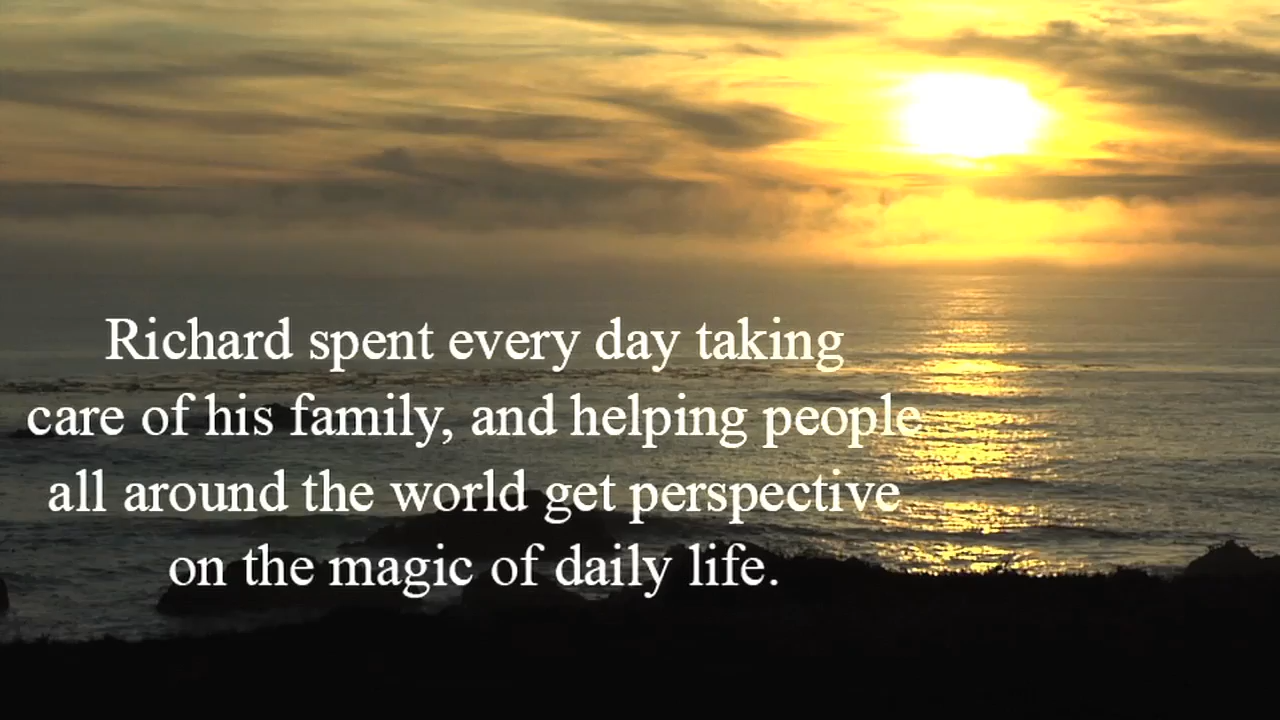 Richard spent every day taking
care of his family, and helping people
all around the world get perspective
on the magic of daily life.